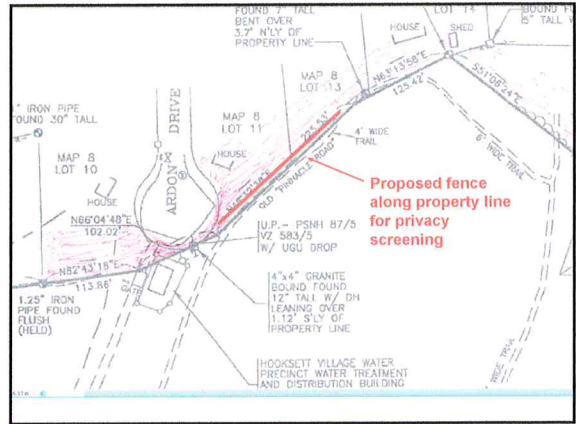 FOUND 7" TALL
BENT OVER
3.7' N'LY OF
PROPERTY LINE
HOUSE
LOT 14
SHED
BOUND
5" TALL
N63°13'58"E
125.42'
S51°08'24"E
IRON PIPE
FOUND 30" TALL
MAP 8
LOT 10
HOUSE
ARDON DRIVE
MAP 8
LOT 11
HOUSE
MAP 8
LOT 13
225.53'
4' WIDE
TRAIL
OLD "PINNACLE ROAD"
6' WIDE TRAIL
Proposed fence
along property line
for privacy
screening
N86°04'48"E
102.02'
N82°43'18"E
113.86'
U.P.- PSNH 87/5
VZ 583/5
W/ UGU DROP
1.25" IRON
PIPE FOUND
FLUSH
(HELD)
4"x4" GRANITE
BOUND FOUND
12" TALL W/ DH
LEANING OVER
1.12' S'LY OF
PROPERTY LINE
HOOKSETT VILLAGE WATER
PRECINCT WATER TREATMENT
AND DISTRIBUTION BUILDING
WIDE TRAIL